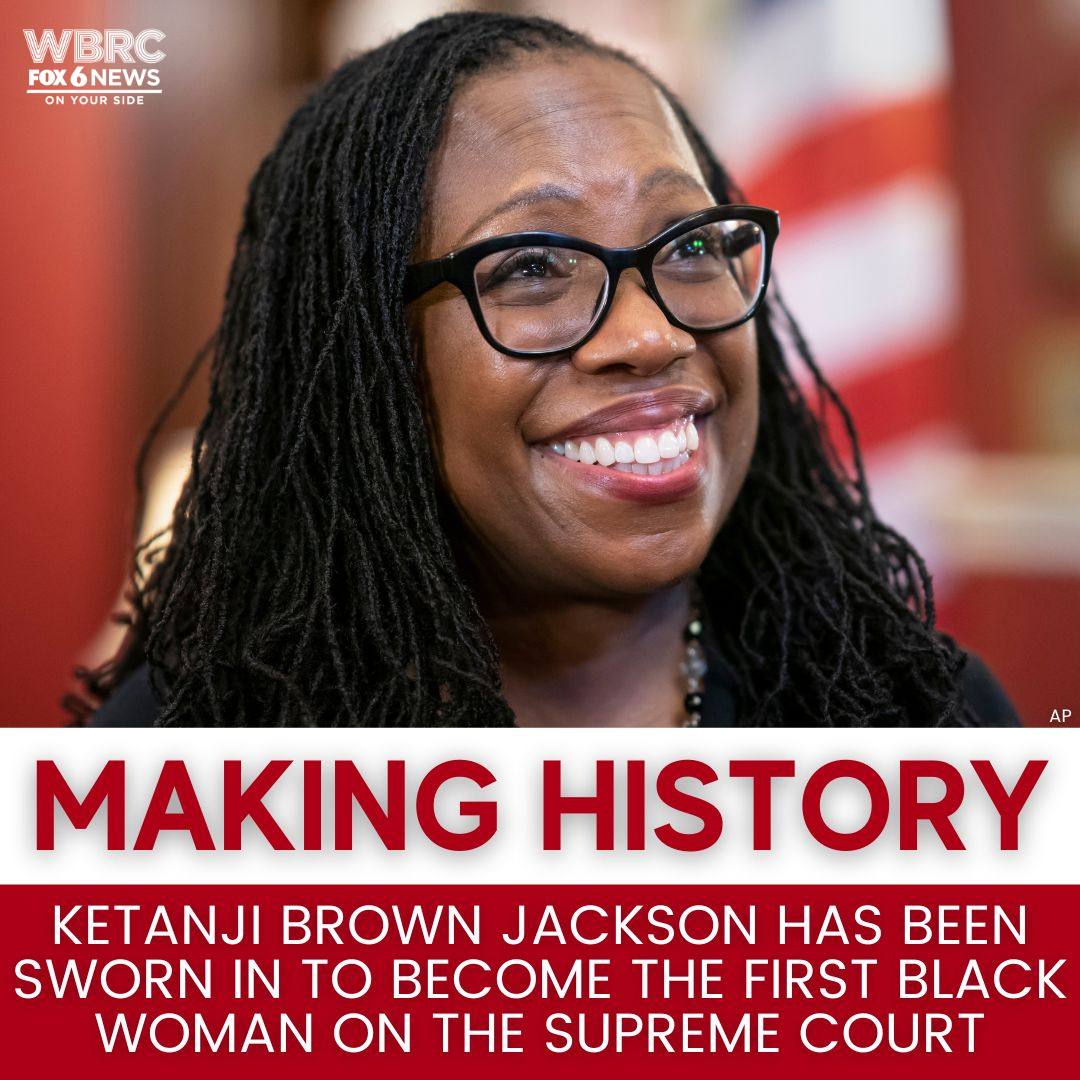 WBRC
FOX 6 NEWS
ON YOUR SIDE
AP
MAKING HISTORY
KETANJI BROWN JACKSON HAS BEEN
SWORN IN TO BECOME THE FIRST BLACK
WOMAN ON THE SUPREME COURT